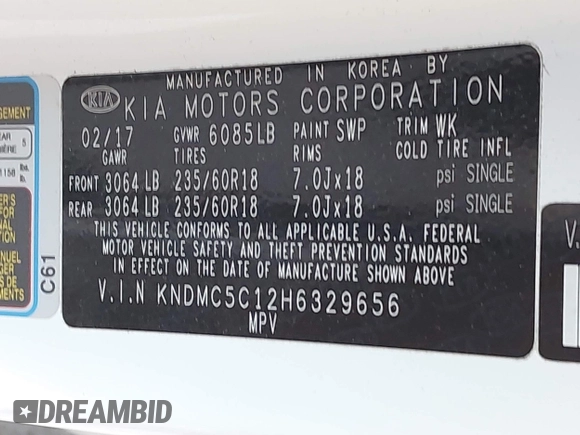 MANUFACTURED IN KOREA BY
KIA KIA MOTORS CORPORATION
02/17 GVWR 6085LB PAINT SWP TRIM WK
GAWR TIRES RIMS COLD TIRE INFL
FRONT 3064 LB 235/60R18 7.0Jx18 psi SINGLE
REAR 3064 LB 235/60R18 7.0Jx18 psi SINGLE
THIS VEHICLE CONFORMS TO ALL APPLICABLE U.S.A. FEDERAL
MOTOR VEHICLE SAFETY AND THEFT PREVENTION STANDARDS
IN EFFECT ON THE DATE OF MANUFACTURE SHOWN ABOVE
V.I.N KNDMC5C12H6329656
MPV
C61
5
DREAMBID